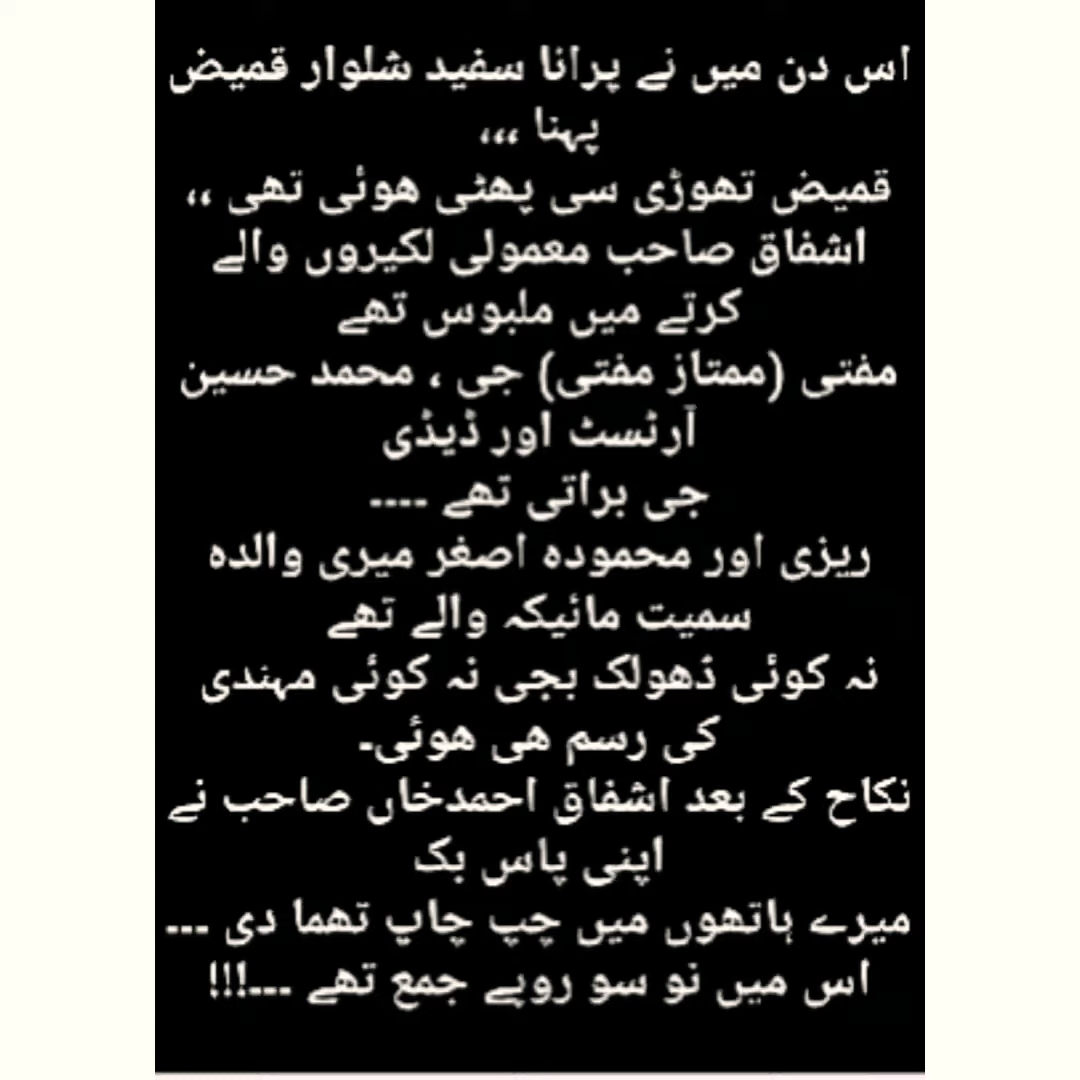 اس دن میں نے پرانا سفید شلوار قمیض
پہنا ،،،
قمیض تھوڑی سی پھٹی ھوئی تھی ،،
اشفاق صاحب معمولی لکیروں والے
کرتے میں ملبوس تھے
مفتی (ممتاز مفتی) جی ، محمد حسین
آرٹسٹ اور ڈیڈی
جی براتی تھے ----
ریزی اور محمودہ اصغر میری والدہ
سمیت مائیکہ والے تھے
نہ کوئی ڈھولک بجی نہ کوئی مہندی
کی رسم ھی ھوئی۔
نکاح کے بعد اشفاق احمدخاں صاحب نے
اپنی پاس بک
میرے ہاتھوں میں چپ چاپ تھما دی ---
اس میں نو سو روپے جمع تھے ---!!!